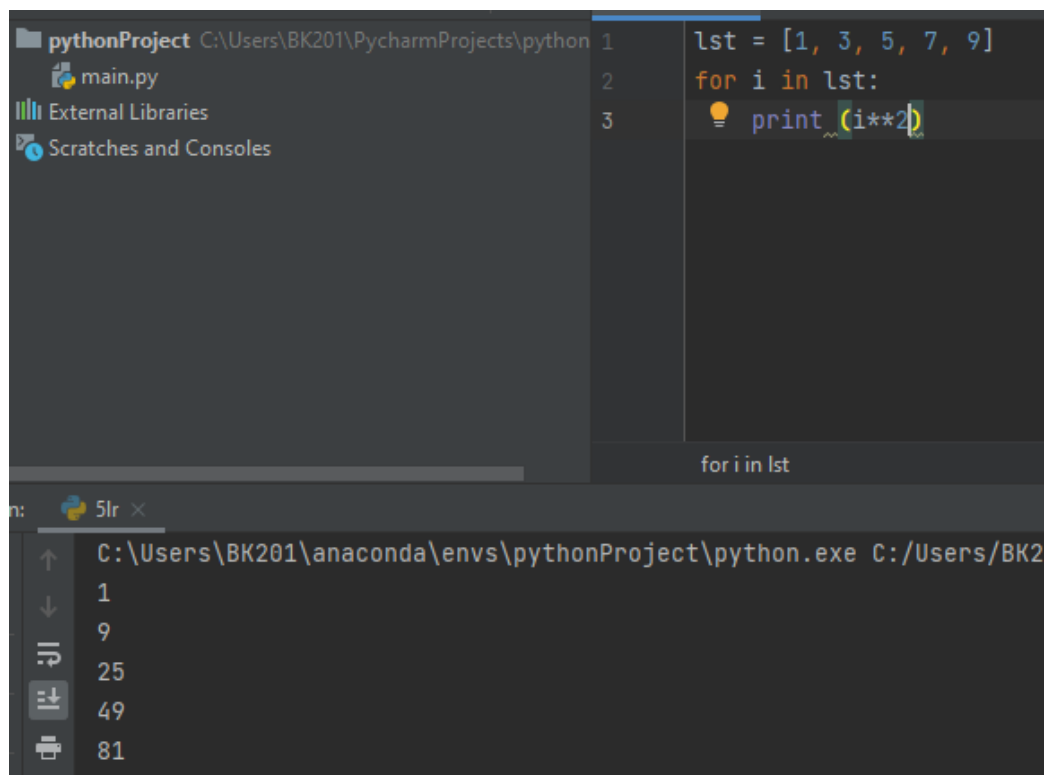 pythonProject C:\Users\BK201\PycharmProjects\python
main.py
External Libraries
Scratches and Consoles
1 lst = [1, 3, 5, 7, 9]
2 for i in lst:
3 print (i**2)
for i in lst
n: 5lr
C:\Users\BK201\anaconda\envs\pythonProject\python.exe C:/Users/BK2
1
9
25
49
81